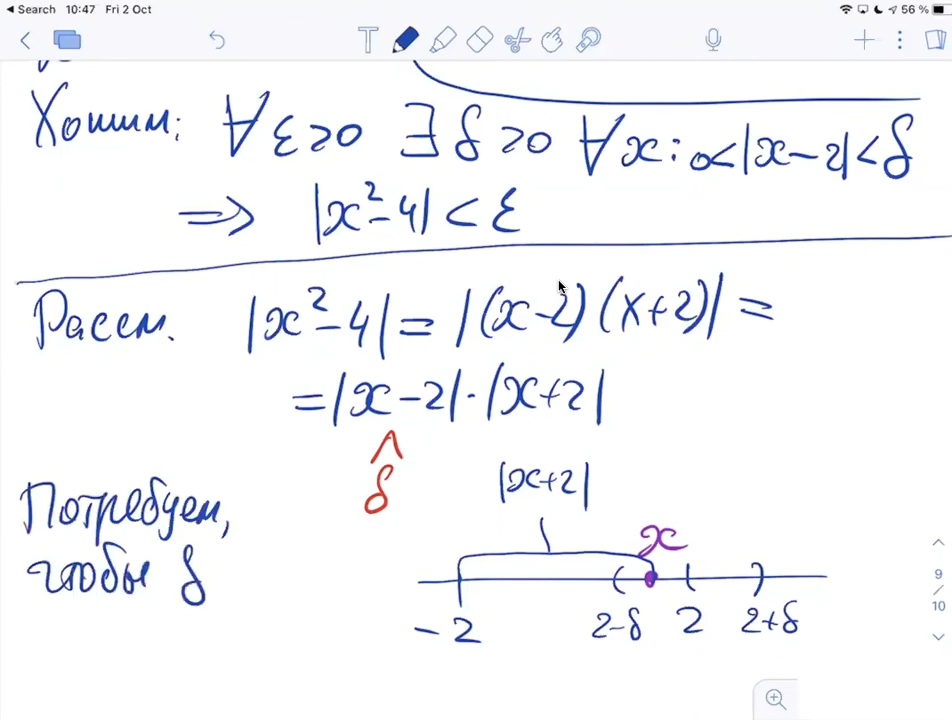 Search 10:47 Fri 2 Oct 56 %
T
Хотим: ∀ε>0 ∃δ>0 ∀x: 0<|x-2|<δ
⇒ |x²-4|<ε
Рассм. |x²-4| = |(x-2)(x+2)| =
= |x-2|·|x+2|
^
δ
Потребуем,
чтобы δ
|x+2|
x
-2 2-δ 2 2+δ
9
/
10